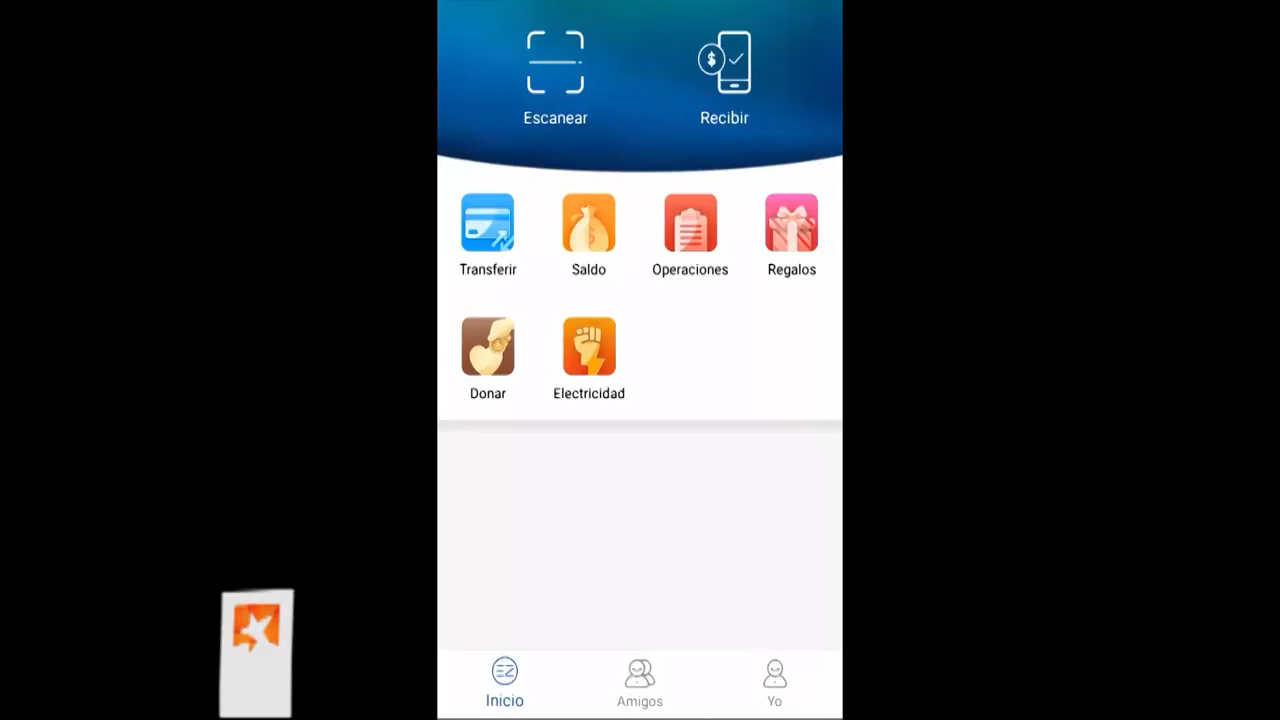 Escanear Recibir
Transferir Saldo Operaciones Regalos
Donar Electricidad
Inicio Amigos Yo